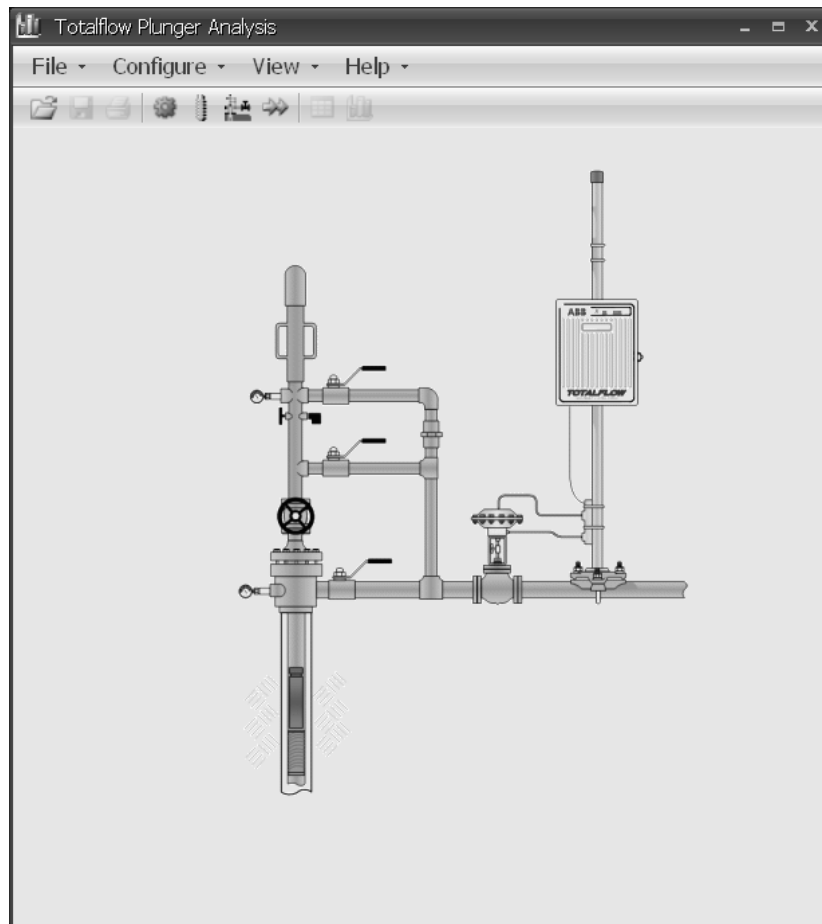 Totalflow Plunger Analysis
File Configure View Help
ABB
TOTALFLOW